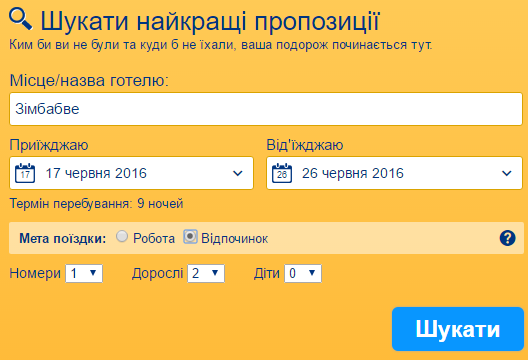 Шукати найкращі пропозиції
Ким би ви не були та куди б не їхали, ваша подорож починається тут.
Місце/назва готелю:
Зімбабве
Приїжджаю Від'їжджаю
17 17 червня 2016 26 26 червня 2016
Термін перебування: 9 ночей
Мета поїздки: Робота Відпочинок ?
Номери 1 Дорослі 2 Діти 0
Шукати